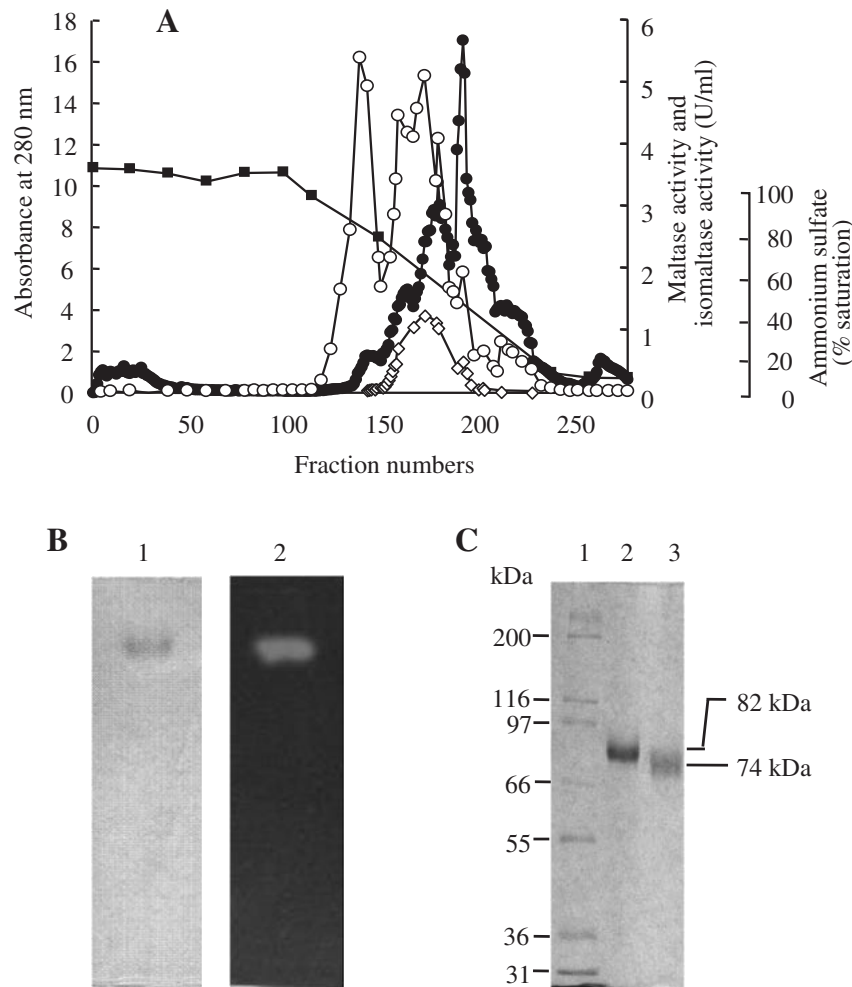 A
Absorbance at 280 nm
18
16
14
12
10
8
6
4
2
0
0 50 100 150 200 250
Fraction numbers
6
5
4
3
2
1
0
Maltase activity and
isomaltase activity (U/ml)
100
80
60
40
20
0
Ammonium sulfate
(% saturation)
B
1 2
C
1 2 3
kDa
200
116
97
66
55
36
31
82 kDa
74 kDa